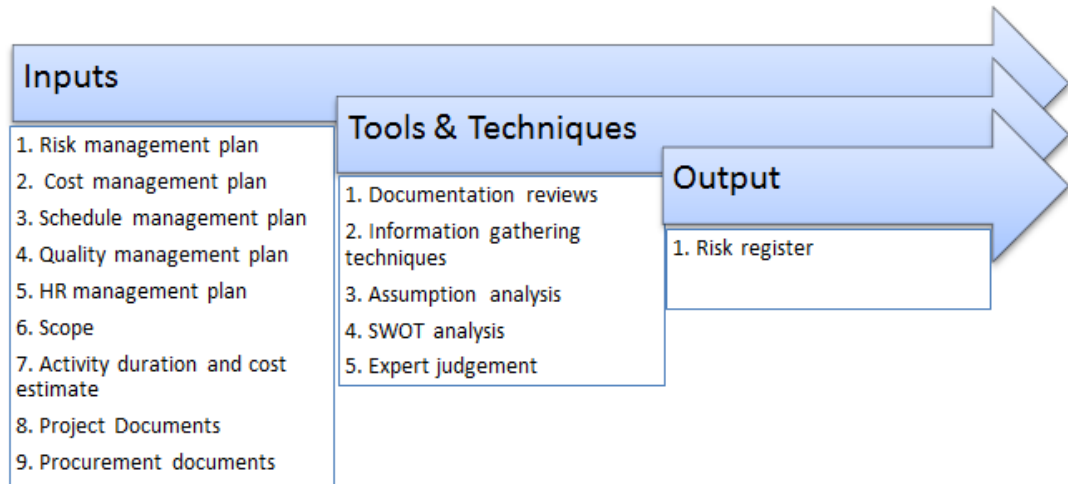 Inputs
1. Risk management plan
2. Cost management plan
3. Schedule management plan
4. Quality management plan
5. HR management plan
6. Scope
7. Activity duration and cost
estimate
8. Project Documents
9. Procurement documents
Tools & Techniques
1. Documentation reviews
2. Information gathering
techniques
3. Assumption analysis
4. SWOT analysis
5. Expert judgement
Output
1. Risk register